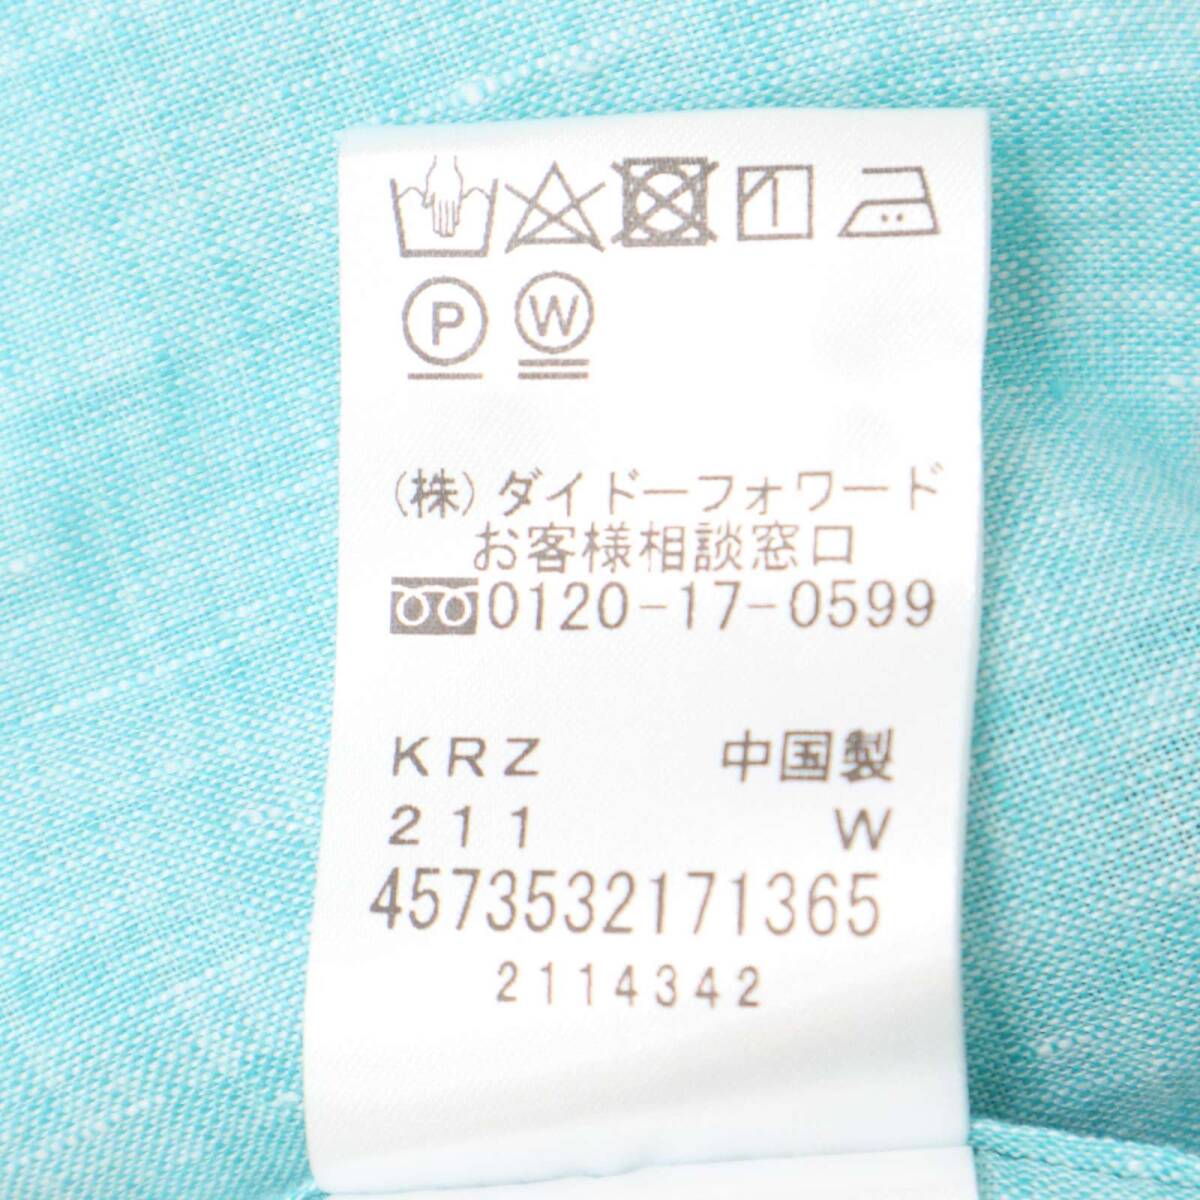 P W
(株)ダイドーフォワード
お客様相談窓口
0120-17-0599
KRZ 中国製
211 W
4573532171365
2114342